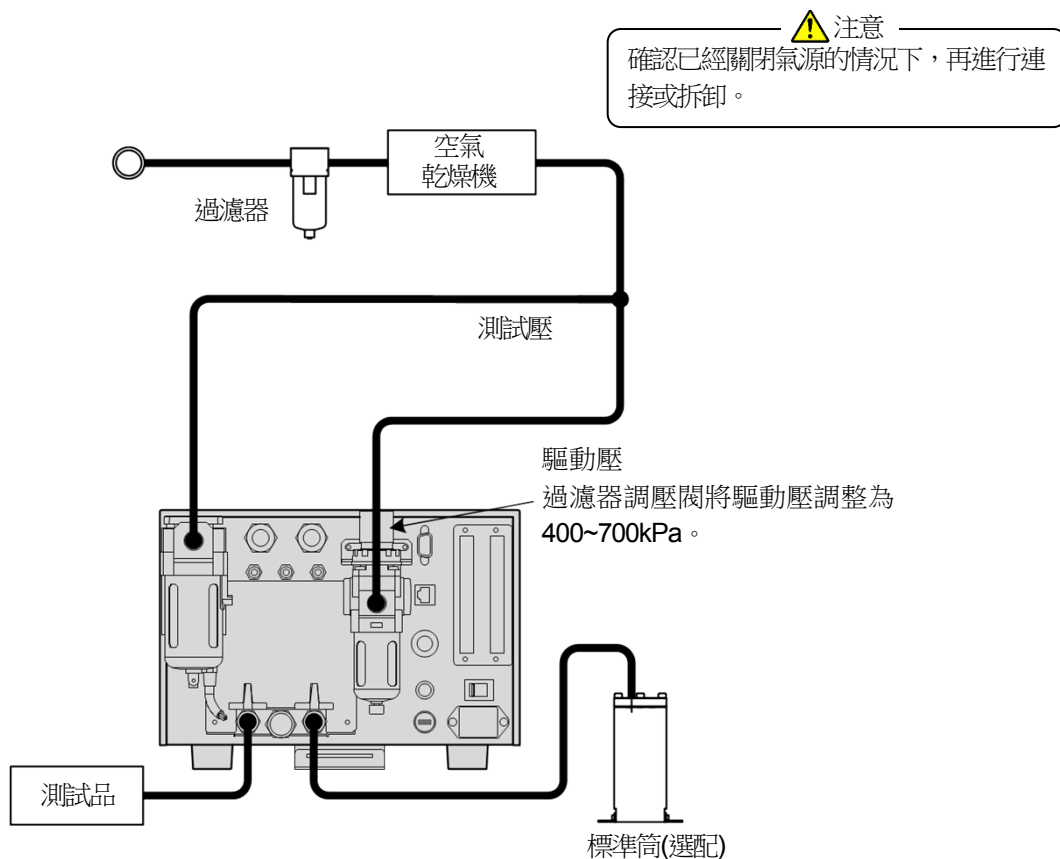 注意
確認已經關閉氣源的情況下，再進行連
接或拆卸。
空氣
乾燥機
過濾器
測試壓
驅動壓
過濾器調壓閥將驅動壓調整為
400~700kPa。
測試品
標準筒(選配)